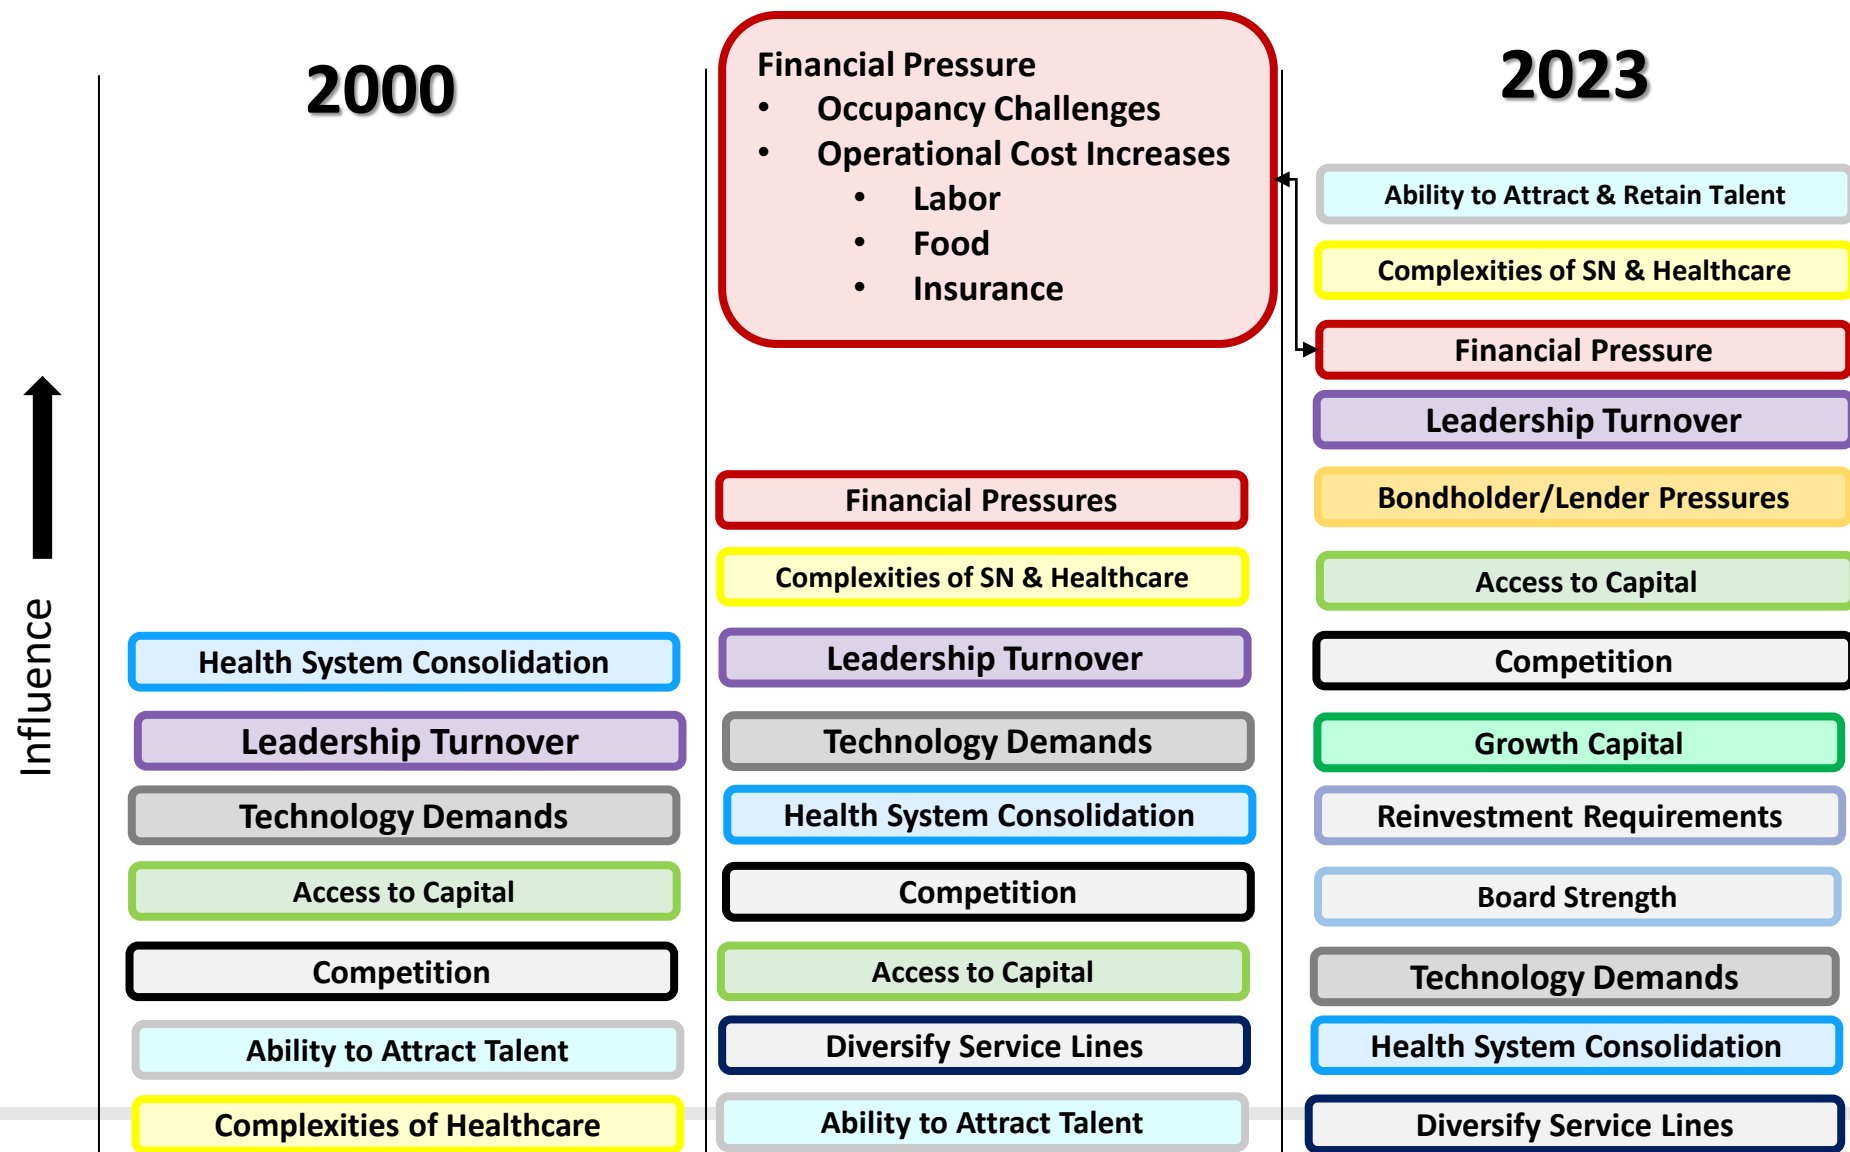 Influence
2000
Health System Consolidation
Leadership Turnover
Technology Demands
Access to Capital
Competition
Ability to Attract Talent
Complexities of Healthcare
Financial Pressure
• Occupancy Challenges
• Operational Cost Increases
• Labor
• Food
• Insurance
Financial Pressures
Complexities of SN & Healthcare
Leadership Turnover
Technology Demands
Health System Consolidation
Competition
Access to Capital
Diversify Service Lines
Ability to Attract Talent
2023
Ability to Attract & Retain Talent
Complexities of SN & Healthcare
Financial Pressure
Leadership Turnover
Bondholder/Lender Pressures
Access to Capital
Competition
Growth Capital
Reinvestment Requirements
Board Strength
Technology Demands
Health System Consolidation
Diversify Service Lines